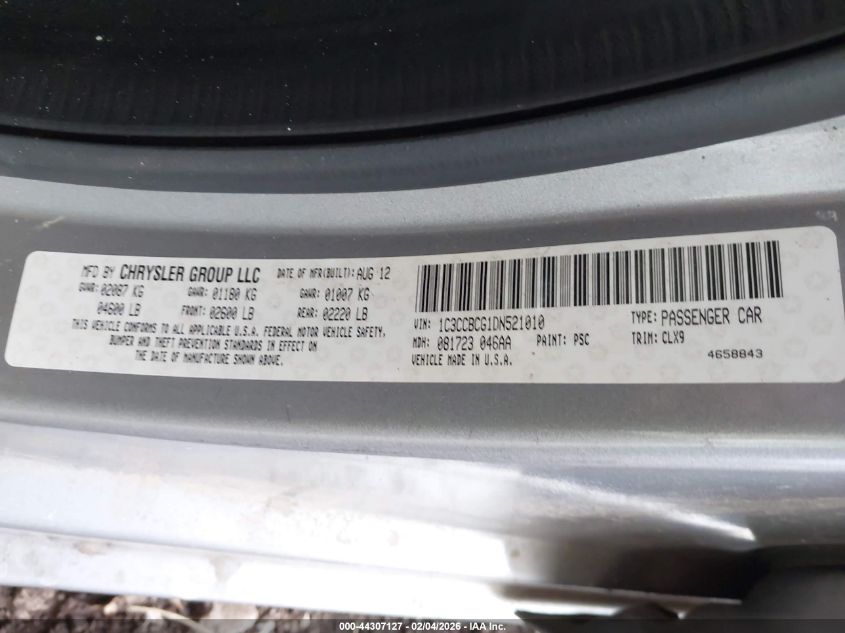 MFD BY CHRYSLER GROUP LLC DATE OF MFR(BUILT): AUG 12
GAWR: 02087 KG GAWR: 01180 KG GAWR: 01007 KG
04600 LB FRONT: 02600 LB REAR: 02220 LB
THIS VEHICLE CONFORMS TO ALL APPLICABLE U.S.A. FEDERAL MOTOR VEHICLE SAFETY,
BUMPER AND THEFT PREVENTION STANDARDS IN EFFECT ON
THE DATE OF MANUFACTURE SHOWN ABOVE.
VIN: 1C3CCBCG1DN521010 TYPE: PASSENGER CAR
MDH: 081723 046AA PAINT: PSC TRIM: CLX9
VEHICLE MADE IN U.S.A. 4658843
000-44307127 - 02/04/2026 - IAA Inc.